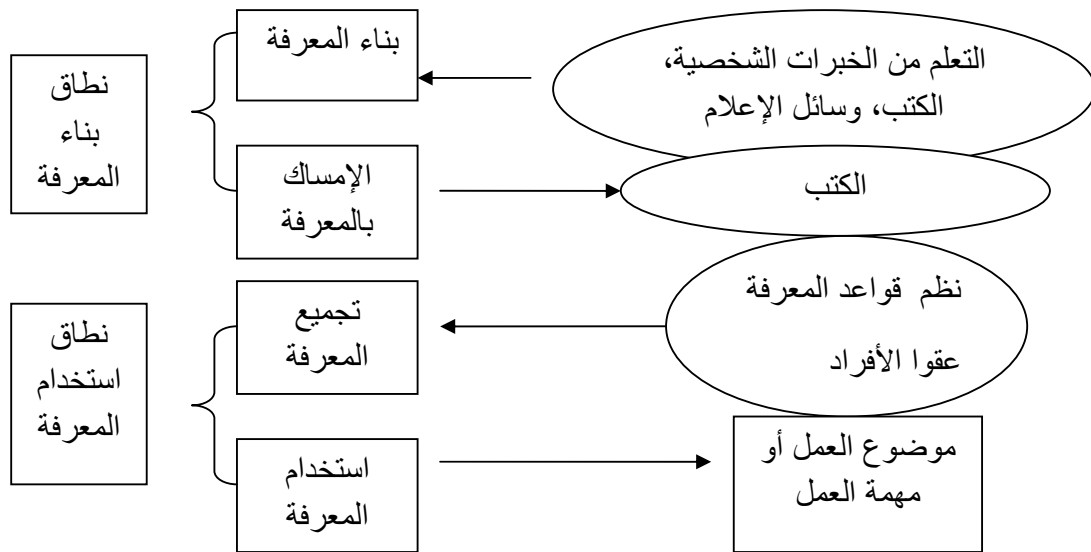 نطاق
بناء
المعرفة
بناء المعرفة
التعلم من الخبرات الشخصية،
الكتب، وسائل الإعلام
الإمساك
بالمعرفة
الكتب
نطاق
استخدام
المعرفة
تجميع
المعرفة
نظم قواعد المعرفة
عقوا الأفراد
استخدام
المعرفة
موضوع العمل أو
مهمة العمل